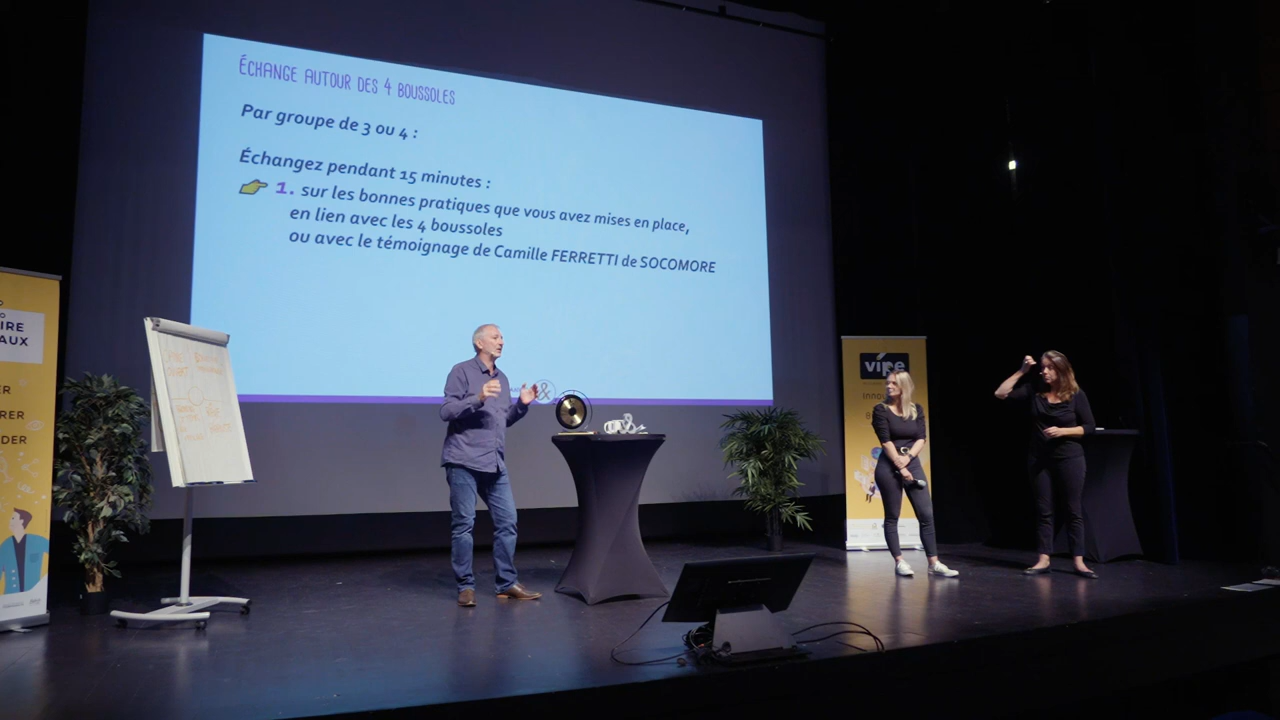 ÉCHANGE AUTOUR DES 4 BOUSSOLES
Par groupe de 3 ou 4 :
Échangez pendant 15 minutes :
1. sur les bonnes pratiques que vous avez mises en place,
en lien avec les 4 boussoles
ou avec le témoignage de Camille FERRETTI de SOCOMORE
IRE
AUX
ER
RER
DER
vipe
&